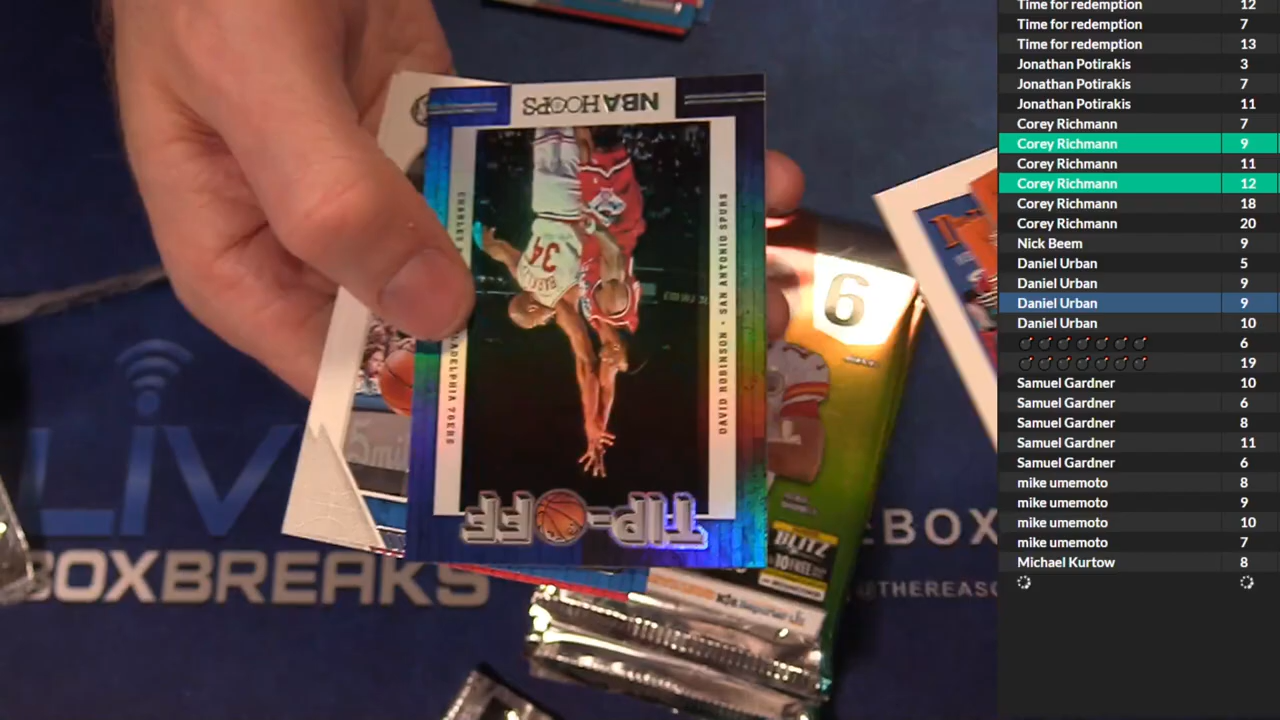 NBA HOOPS
CHARLES
ADELPHIA 76ERS
DAVID ROBINSON • SAN ANTONIO SPURS
34
TIP-OFF
6
BLITZ
LIV
BOXBREAKS
EBOX
@THEREASO
Time for redemption 12
Time for redemption 7
Time for redemption 13
Jonathan Potirakis 3
Jonathan Potirakis 7
Jonathan Potirakis 11
Corey Richmann 7
Corey Richmann 9
Corey Richmann 11
Corey Richmann 12
Corey Richmann 18
Corey Richmann 20
Nick Beem 9
Daniel Urban 5
Daniel Urban 9
Daniel Urban 9
Daniel Urban 10
6
19
Samuel Gardner 10
Samuel Gardner 6
Samuel Gardner 8
Samuel Gardner 11
Samuel Gardner 6
mike umemoto 8
mike umemoto 9
mike umemoto 10
mike umemoto 7
Michael Kurtow 8